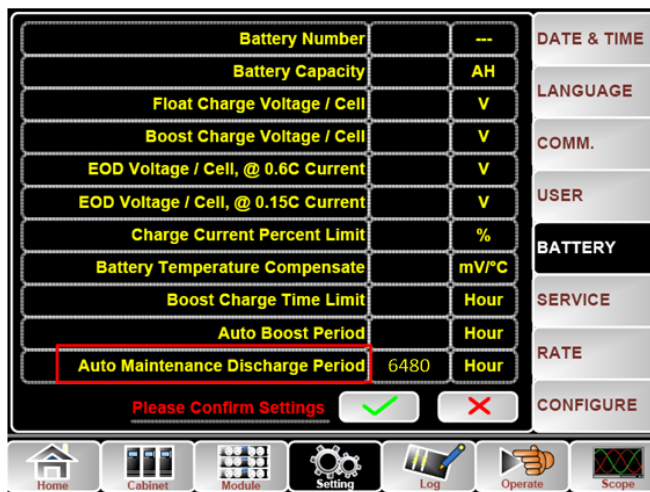 Battery Number --- DATE & TIME
Battery Capacity AH
LANGUAGE
Float Charge Voltage / Cell V
Boost Charge Voltage / Cell V COMM.
EOD Voltage / Cell, @ 0.6C Current V
EOD Voltage / Cell, @ 0.15C Current V USER
Charge Current Percent Limit %
BATTERY
Battery Temperature Compensate mV/°C
Boost Charge Time Limit Hour SERVICE
Auto Boost Period Hour
RATE
Auto Maintenance Discharge Period 6480 Hour
Please Confirm Settings CONFIGURE
Home Cabinet Module Setting Log Operate Scope